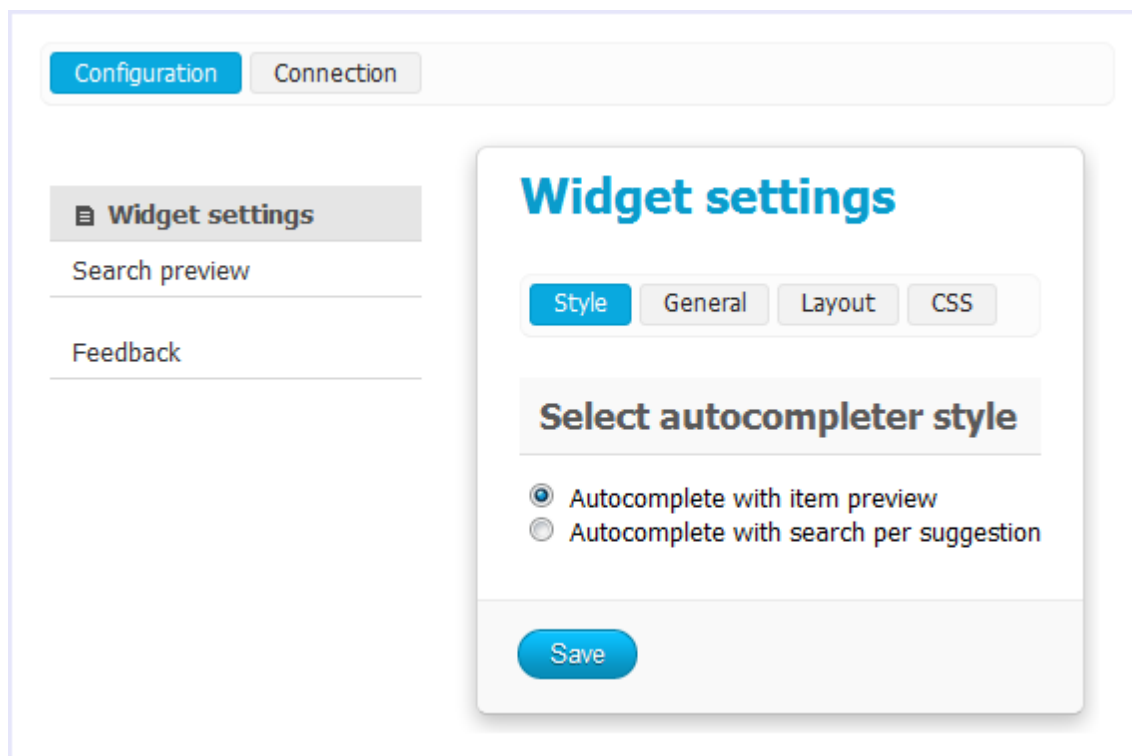 Configuration Connection
Widget settings
Search preview
Feedback
Widget settings
Style General Layout CSS
Select autocompleter style
Autocomplete with item preview
Autocomplete with search per suggestion
Save